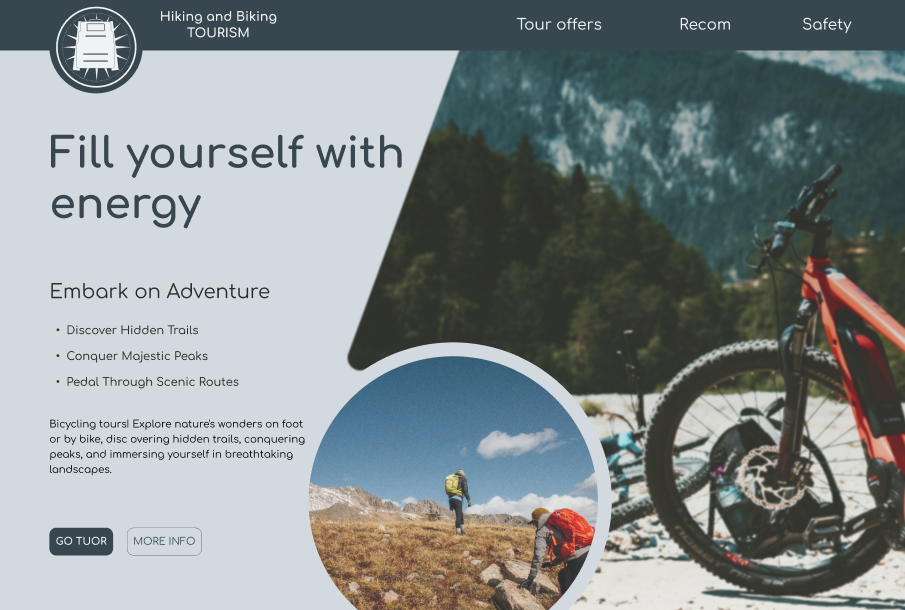 Hiking and Biking
TOURISM
Tour offers
Recom
Safety
Fill yourself with
energy
Embark on Adventure
• Discover Hidden Trails
• Conquer Majestic Peaks
• Pedal Through Scenic Routes
Bicycling tours! Explore nature's wonders on foot
or by bike, disc overing hidden trails, conquering
peaks, and immersing yourself in breathtaking
landscapes.
GO TUOR
MORE INFO